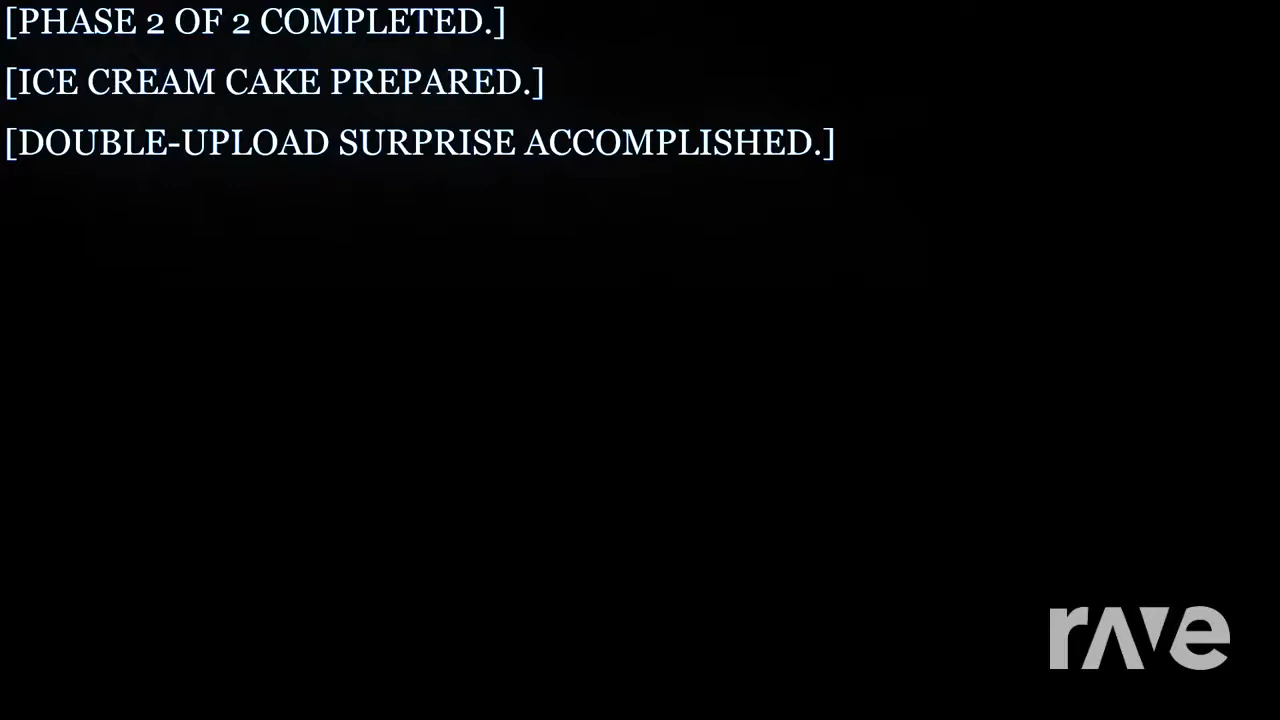 [PHASE 2 OF 2 COMPLETED.]
[ICE CREAM CAKE PREPARED.]
[DOUBLE-UPLOAD SURPRISE ACCOMPLISHED.]
rave